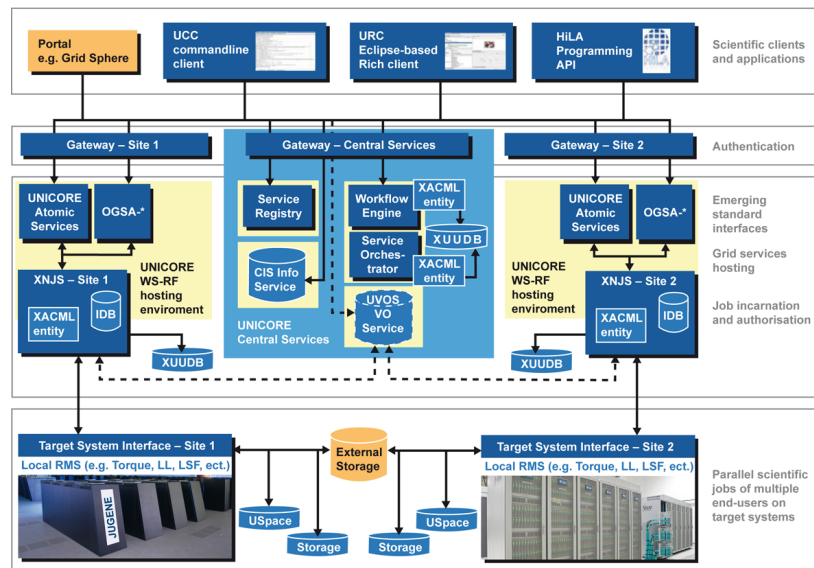 Portal
e.g. Grid Sphere
UCC
commandline
client
URC
Eclipse-based
Rich client
HiLA
Programming
API
Scientific clients
and applications
Gateway – Site 1
Gateway – Central Services
Gateway – Site 2
Authentication
UNICORE
Atomic
Services
OGSA-*
Service
Registry
Workflow
Engine
XACML
entity
XUUDB
Service
Orches-
trator
XACML
entity
CIS Info
Service
UVOS
VO
Service
UNICORE
Central Services
UNICORE
Atomic
Services
OGSA-*
Emerging
standard
interfaces
Grid services
hosting
Job incarnation
and authorisation
XNJS – Site 1
XACML
entity
IDB
UNICORE
WS-RF
hosting
enviroment
XUUDB
UNICORE
WS-RF
hosting
enviroment
XNJS – Site 2
XACML
entity
IDB
XUUDB
Target System Interface – Site 1
Local RMS (e.g. Torque, LL, LSF, ect.)
JUGENE
External
Storage
USpace
Storage
USpace
Storage
Target System Interface – Site 2
Local RMS (e.g. Torque, LL, LSF, ect.)
Parallel scientific
jobs of multiple
end-users on
target systems